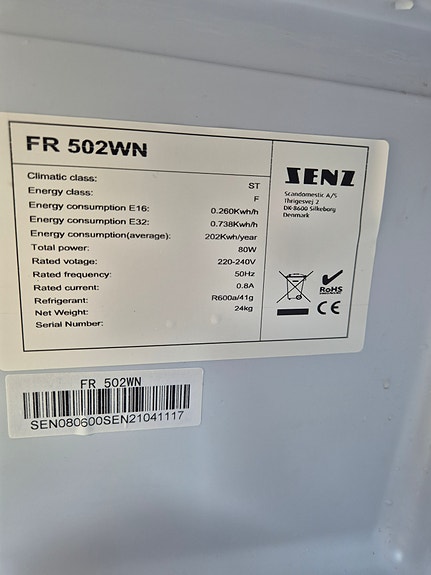 FR 502WN
Climatic class: ST
Energy class: F
Energy consumption E16: 0.260Kwh/h
Energy consumption E32: 0.738Kwh/h
Energy consumption(average): 202Kwh/year
Total power: 80W
Rated votage: 220-240V
Rated frequency: 50Hz
Rated current: 0.8A
Refrigerant: R600a/41g
Net Weight: 24kg
Serial Number:
SENZ
Scandomestic A/S
Thrigesvej 2
DK-8600 Silkeborg
Denmark
RoHS
CE
FR 502WN
SEN080600SEN21041117